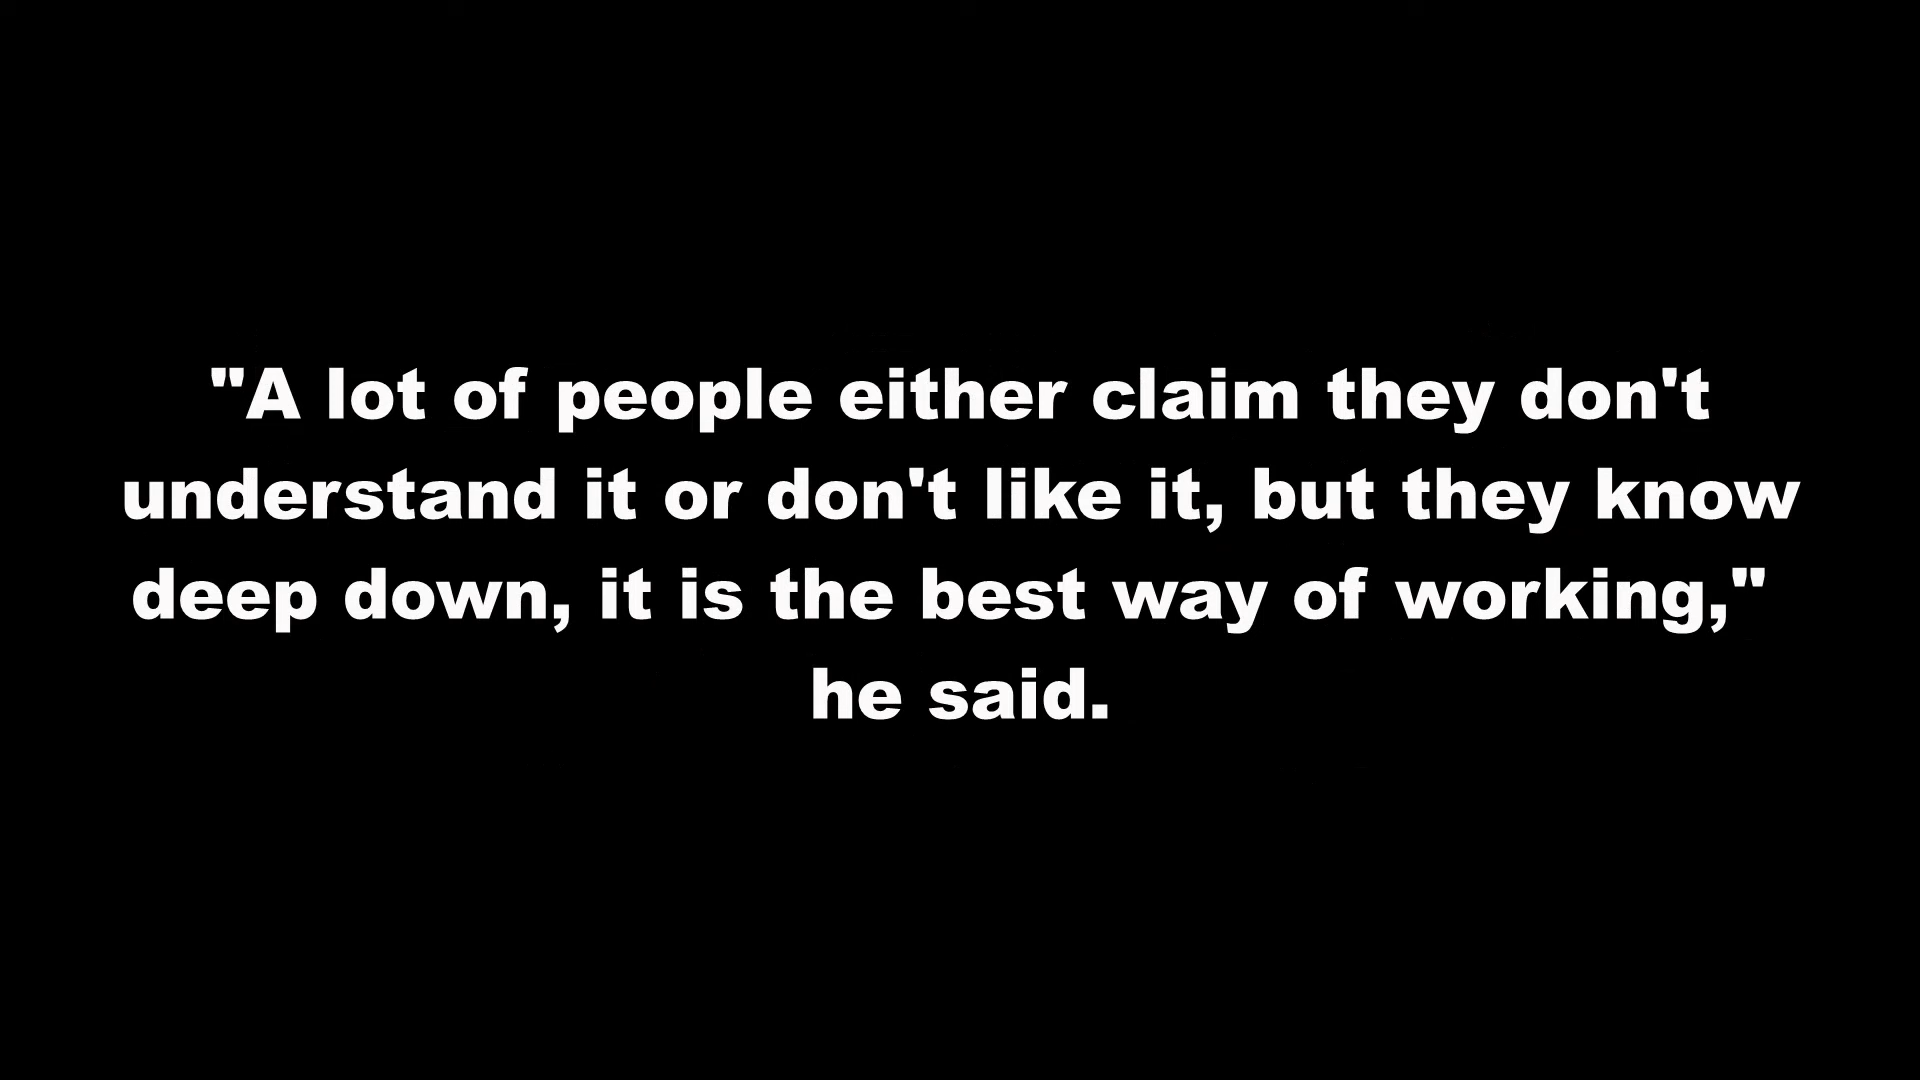 "A lot of people either claim they don't
understand it or don't like it, but they know
deep down, it is the best way of working,"
he said.